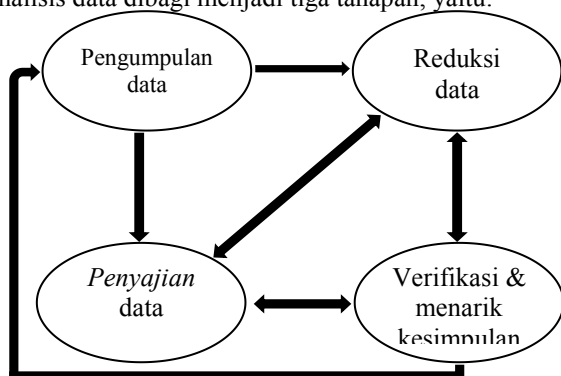 nalisis data dibagi menjadi tiga tahapan, yaitu:
Pengumpulan
data
Reduksi
data
Penyajian
data
Verifikasi &
menarik
kesimpulan